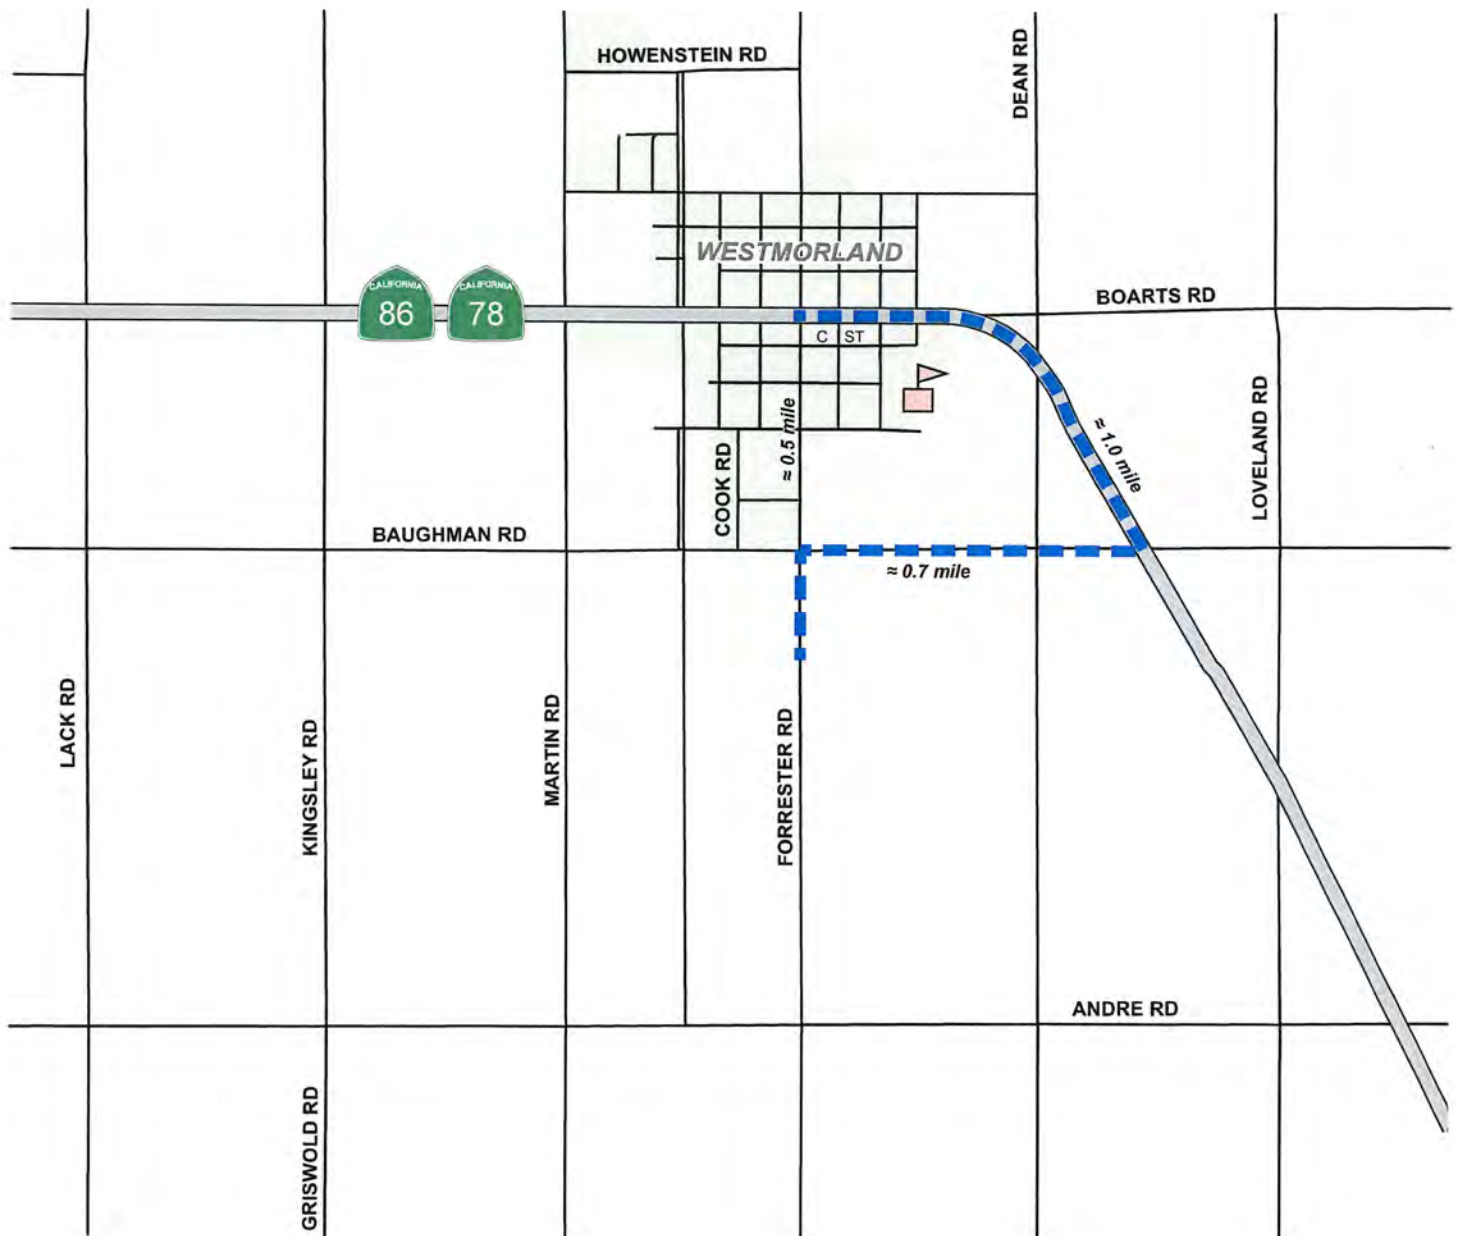 HOWENSTEIN RD
DEAN RD
WESTMORLAND
CALIFORNIA
86
CALIFORNIA
78
BOARTS RD
C ST
≈ 0.5 mile
≈ 1.0 mile
LOVELAND RD
COOK RD
BAUGHMAN RD
≈ 0.7 mile
LACK RD
KINGSLEY RD
MARTIN RD
FORRESTER RD
ANDRE RD
GRISWOLD RD